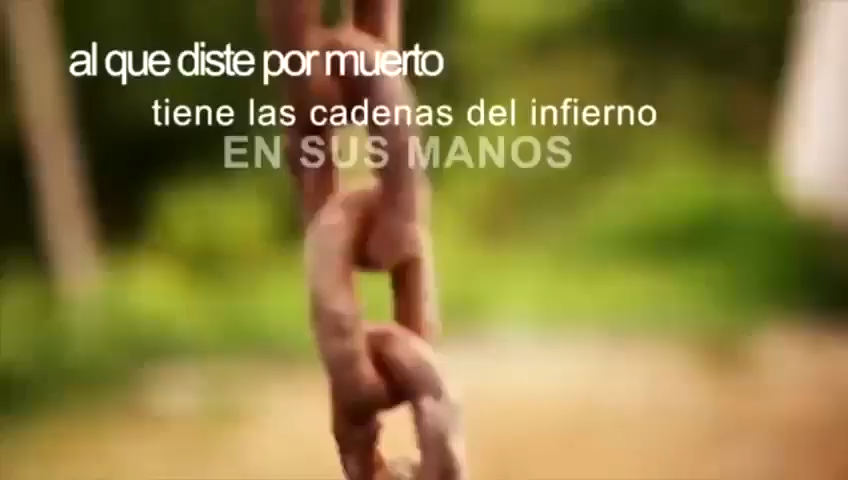 al que diste por muerto
tiene las cadenas del infierno
EN SUS MANOS